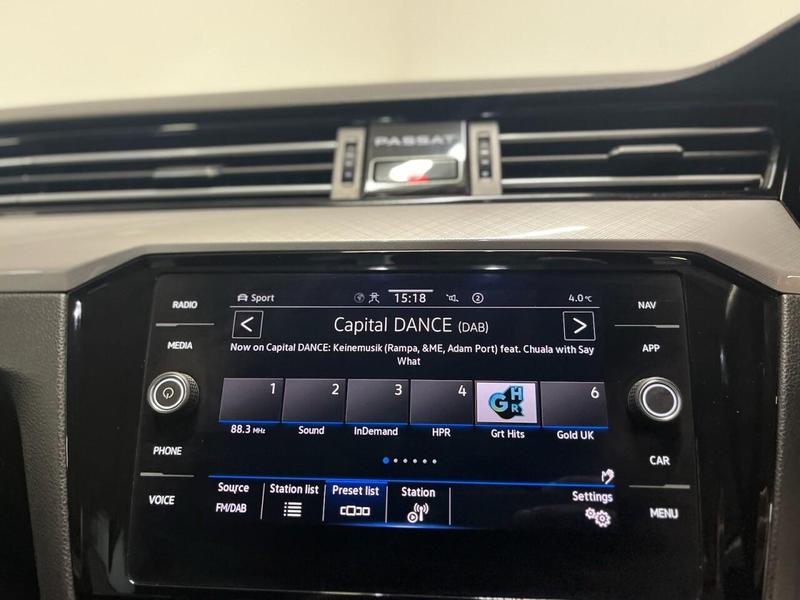 PASSAT
RADIO
MEDIA
PHONE
VOICE
Sport
15:18
2
4.0°C
Capital DANCE (DAB)
Now on Capital DANCE: Keinemusik (Rampa, &ME, Adam Port) feat. Chuala with Say
What
1 2 3 4 GHR 6
88.3 MHz Sound InDemand HPR Grt Hits Gold UK
Source Station list Preset list Station Settings
FM/DAB
NAV
APP
CAR
MENU